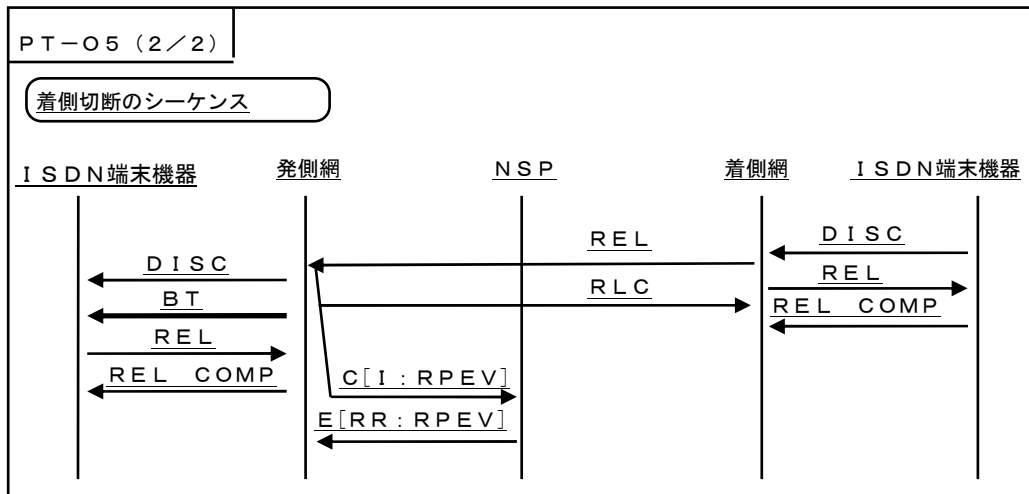 ＰＴ－０５（２／２）
着側切断のシーケンス
ＩＳＤＮ端末機器
発側網
ＮＳＰ
着側網
ＩＳＤＮ端末機器
ＤＩＳＣ
ＲＥＬ
ＤＩＳＣ
ＲＥＬ
ＲＬＣ
ＢＴ
ＲＥＬ　ＣＯＭＰ
ＲＥＬ
ＲＥＬ　ＣＯＭＰ
Ｃ[Ｉ：ＲＰＥＶ]
Ｅ[ＲＲ：ＲＰＥＶ]